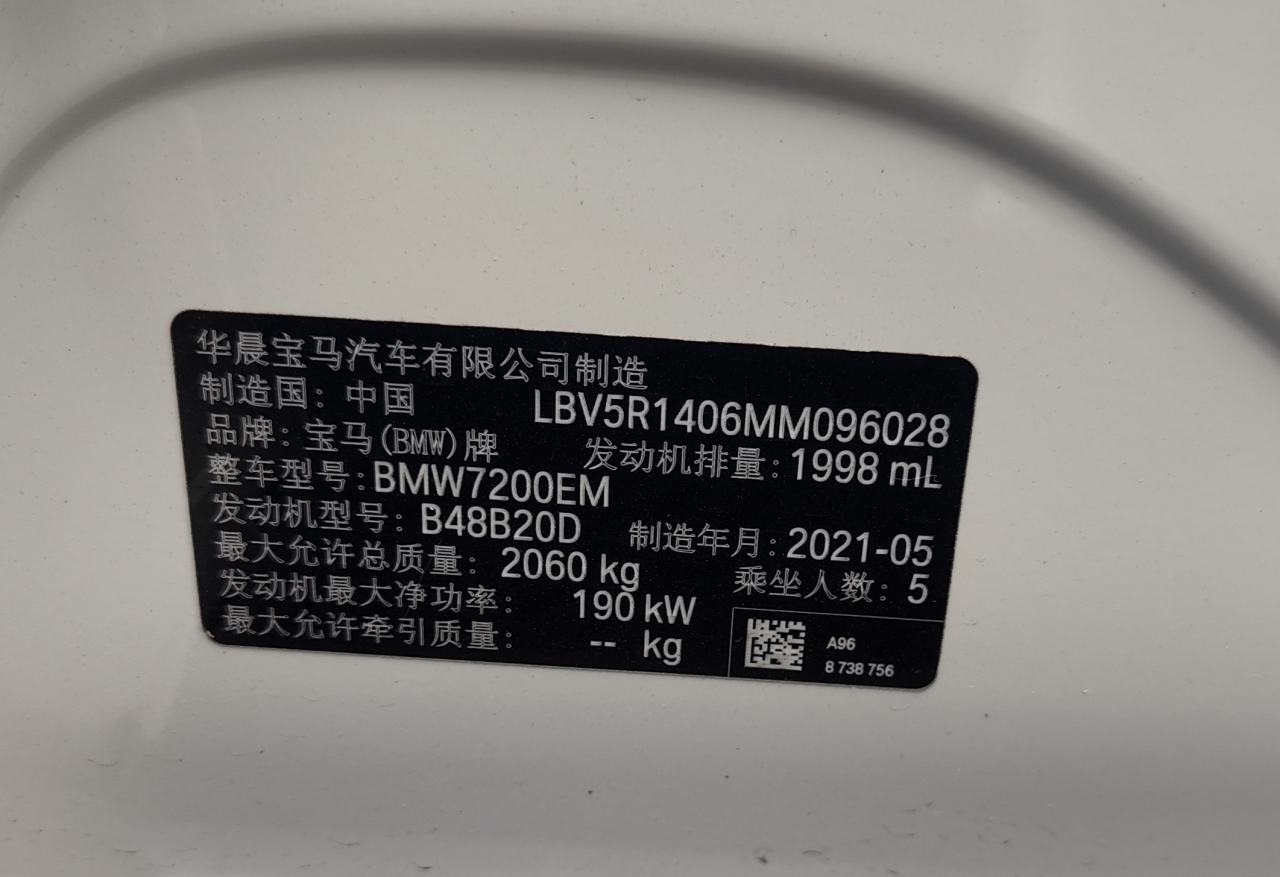 华晨宝马汽车有限公司制造
制造国：中国 LBV5R1406MM096028
品牌：宝马(BMW)牌 发动机排量：1998 mL
整车型号：BMW7200EM
发动机型号：B48B20D 制造年月：2021-05
最大允许总质量：2060 kg 乘坐人数：5
发动机最大净功率：190 kW
最大允许牵引质量：-- kg
A96
8 738 756